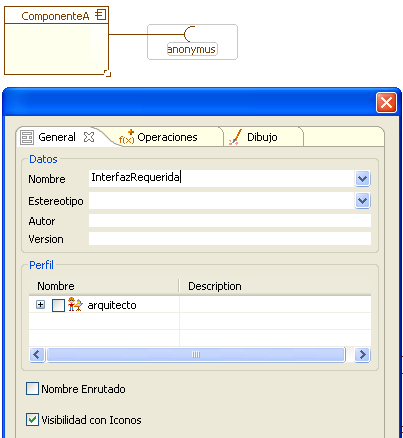 ComponenteA
anonymus
General
f(x) Operaciones
Dibujo
Datos
Nombre InterfazRequerida
Estereotipo
Autor
Version
Perfil
Nombre Description
arquitecto
Nombre Enrutado
Visibilidad con Iconos